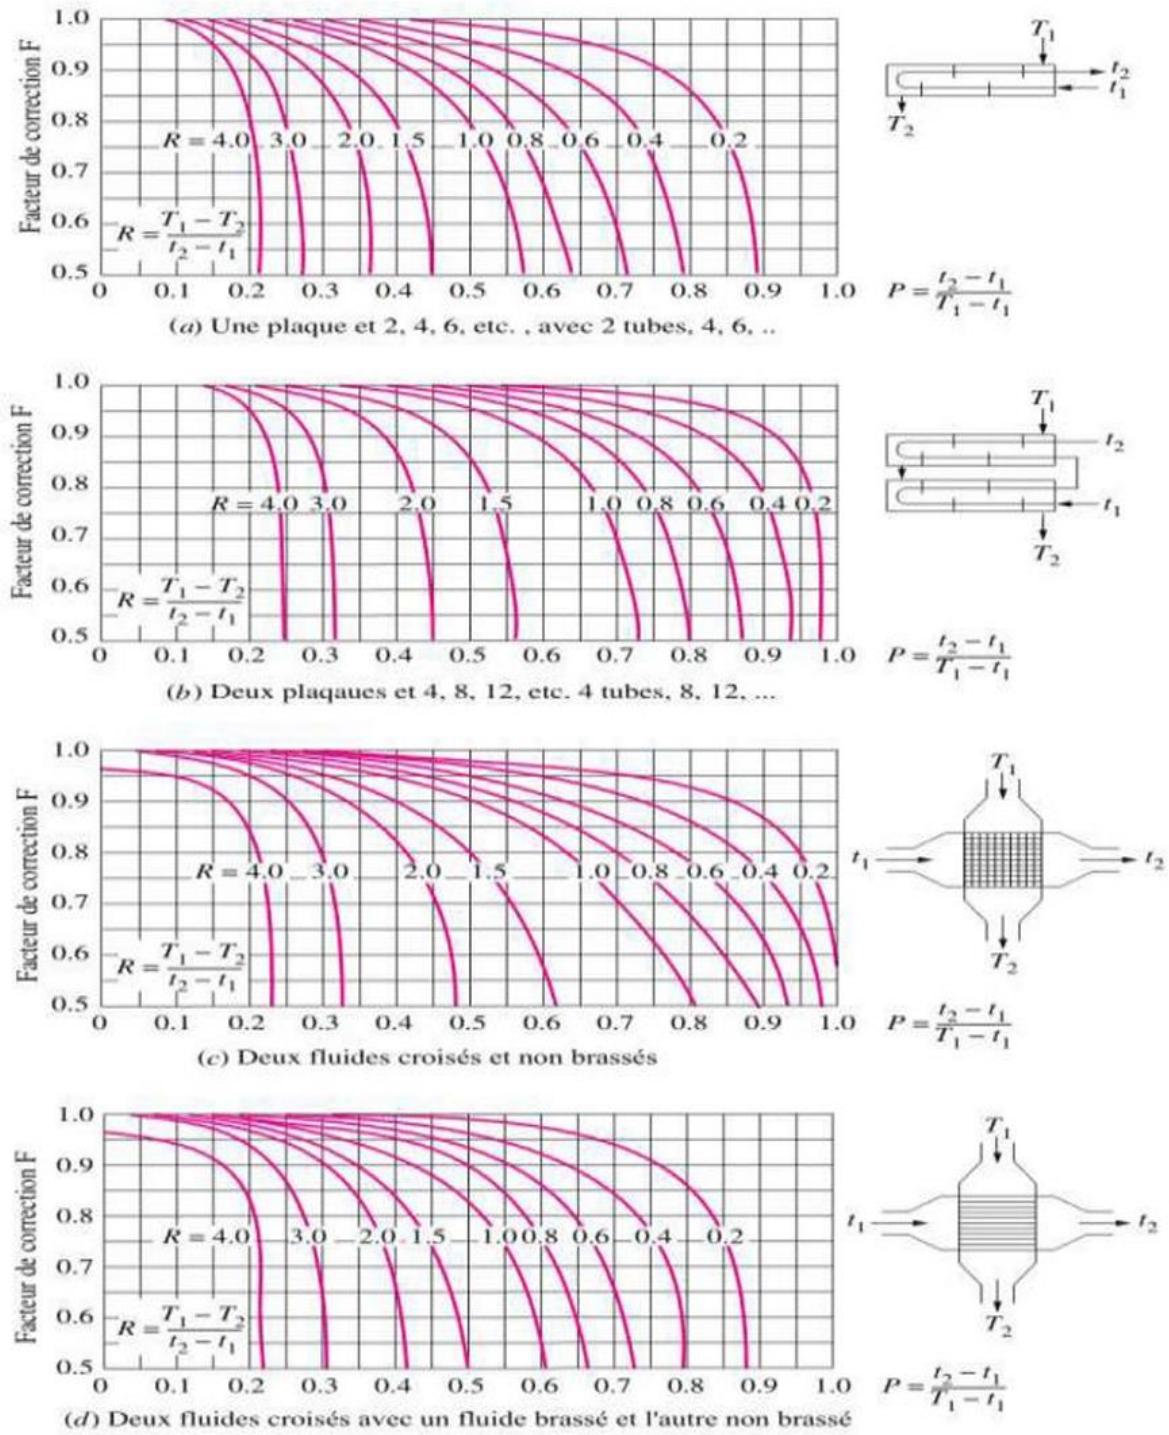 Facteur de correction F
1.0
0.9
0.8
0.7
0.6
0.5
R = 4.0 3.0 2.0 1.5 1.0 0.8 0.6 0.4 0.2
R = T₁ − T₂ / t₂ − t₁
0 0.1 0.2 0.3 0.4 0.5 0.6 0.7 0.8 0.9 1.0
(a) Une plaque et 2, 4, 6, etc. , avec 2 tubes, 4, 6, ..
T₁
t₂
t₁
T₂
P = t₂ − t₁ / T₁ − t₁
Facteur de correction F
1.0
0.9
0.8
0.7
0.6
0.5
R = 4.0 3.0 2.0 1.5 1.0 0.8 0.6 0.4 0.2
R = T₁ − T₂ / t₂ − t₁
0 0.1 0.2 0.3 0.4 0.5 0.6 0.7 0.8 0.9 1.0
(b) Deux plaqaues et 4, 8, 12, etc. 4 tubes, 8, 12, ...
T₁
t₂
t₁
T₂
P = t₂ − t₁ / T₁ − t₁
Facteur de correction F
1.0
0.9
0.8
0.7
0.6
0.5
R = 4.0 3.0 2.0 1.5 1.0 0.8 0.6 0.4 0.2
R = T₁ − T₂ / t₂ − t₁
0 0.1 0.2 0.3 0.4 0.5 0.6 0.7 0.8 0.9 1.0
(c) Deux fluides croisés et non brassés
T₁
t₁ t₂
T₂
P = t₂ − t₁ / T₁ − t₁
Facteur de correction F
1.0
0.9
0.8
0.7
0.6
0.5
R = 4.0 3.0 2.0 1.5 1.0 0.8 0.6 0.4 0.2
R = T₁ − T₂ / t₂ − t₁
0 0.1 0.2 0.3 0.4 0.5 0.6 0.7 0.8 0.9 1.0
(d) Deux fluides croisés avec un fluide brassé et l'autre non brassé
T₁
t₁ t₂
T₂
P = t₂ − t₁ / T₁ − t₁